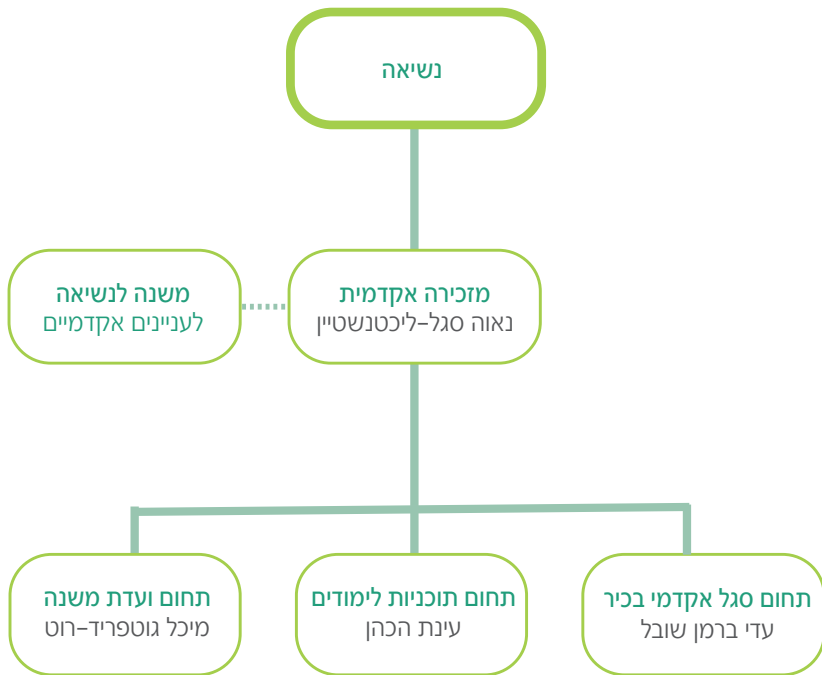 נשיאה
מזכירה אקדמית
נאוה סגל-ליכטנשטיין
משנה לנשיאה
לעניינים אקדמיים
תחום סגל אקדמי בכיר
עדי ברמן שובל
תחום תוכניות לימודים
עינת הכהן
תחום ועדת משנה
מיכל גוטפריד-רוט